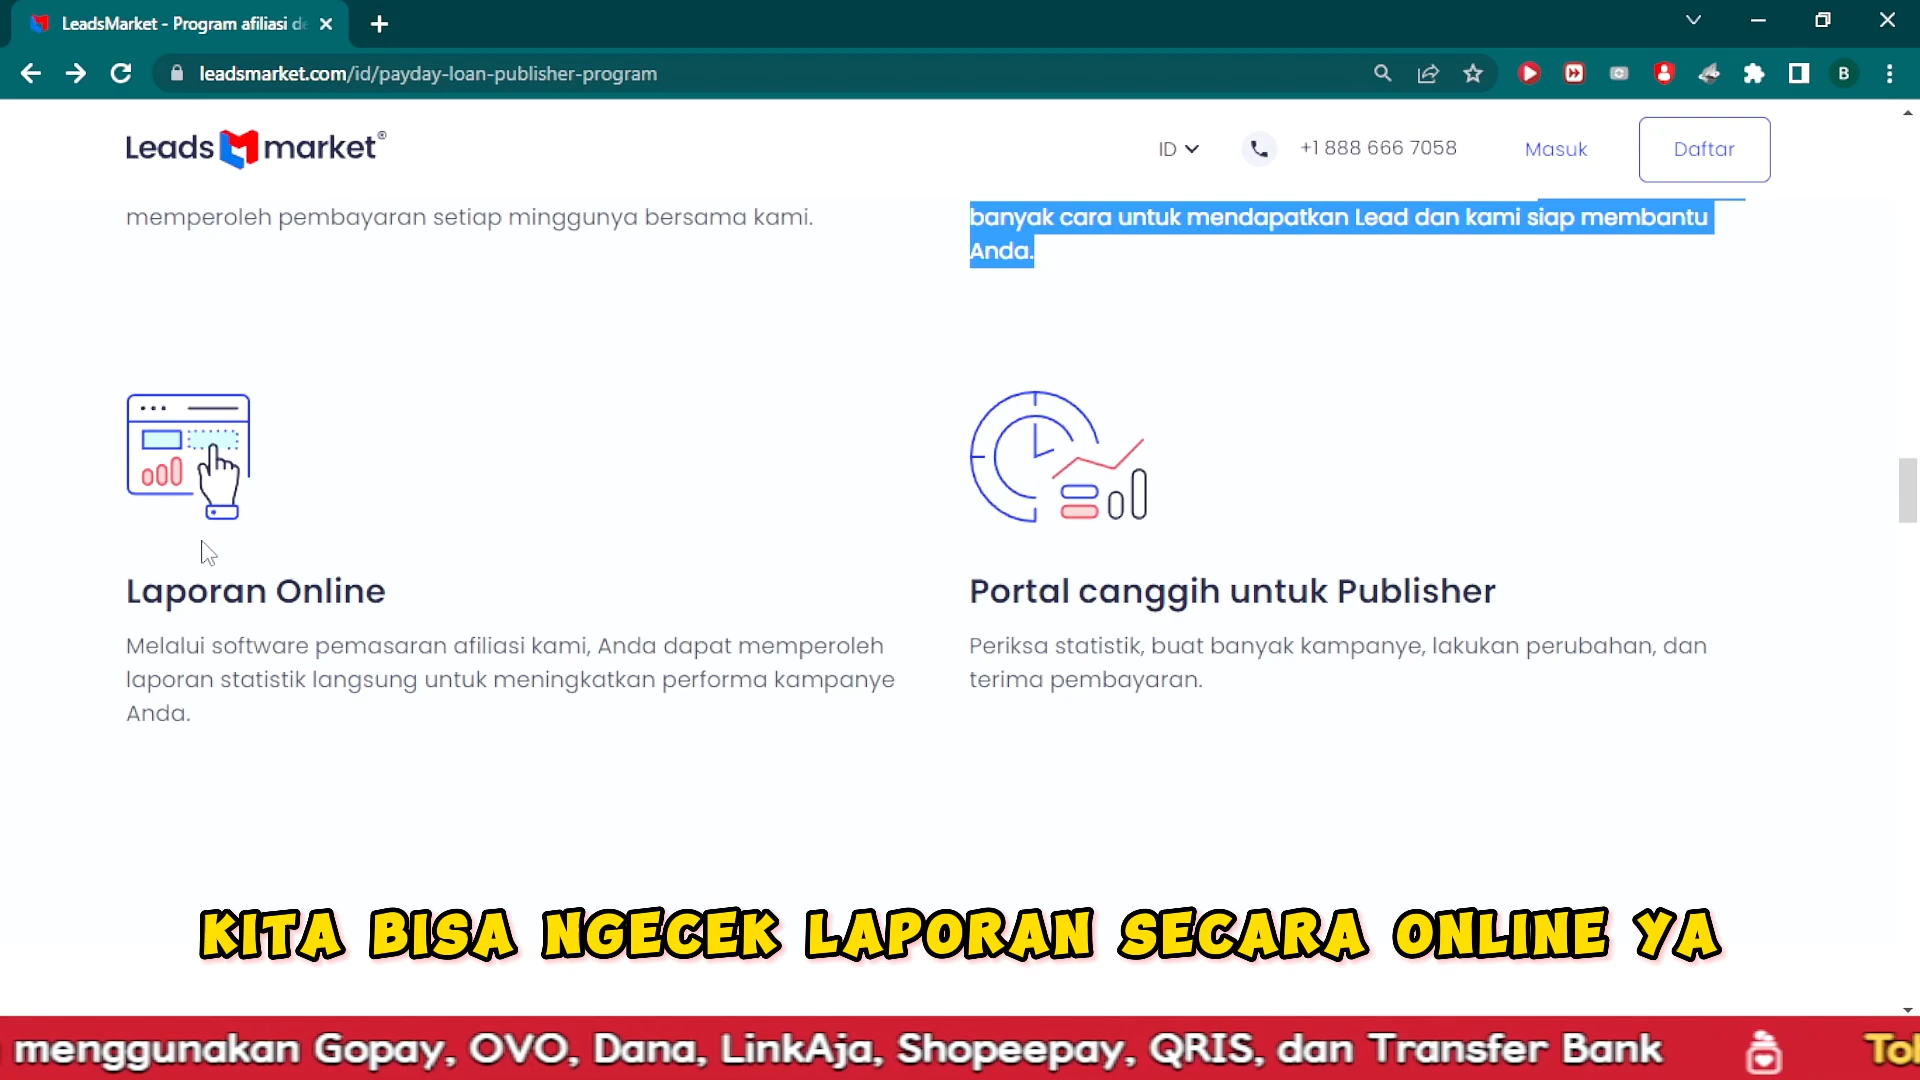 LeadsMarket - Program afiliasi de
leadsmarket.com/id/payday-loan-publisher-program
B
Leads market®
ID
+1 888 666 7058
Masuk
Daftar
memperoleh pembayaran setiap minggunya bersama kami.
banyak cara untuk mendapatkan Lead dan kami siap membantu
Anda.
Laporan Online
Melalui software pemasaran afiliasi kami, Anda dapat memperoleh
laporan statistik langsung untuk meningkatkan performa kampanye
Anda.
Portal canggih untuk Publisher
Periksa statistik, buat banyak kampanye, lakukan perubahan, dan
terima pembayaran.
KITA BISA NGECEK LAPORAN SECARA ONLINE YA
menggunakan Gopay, OVO, Dana, LinkAja, Shopeepay, QRIS, dan Transfer Bank